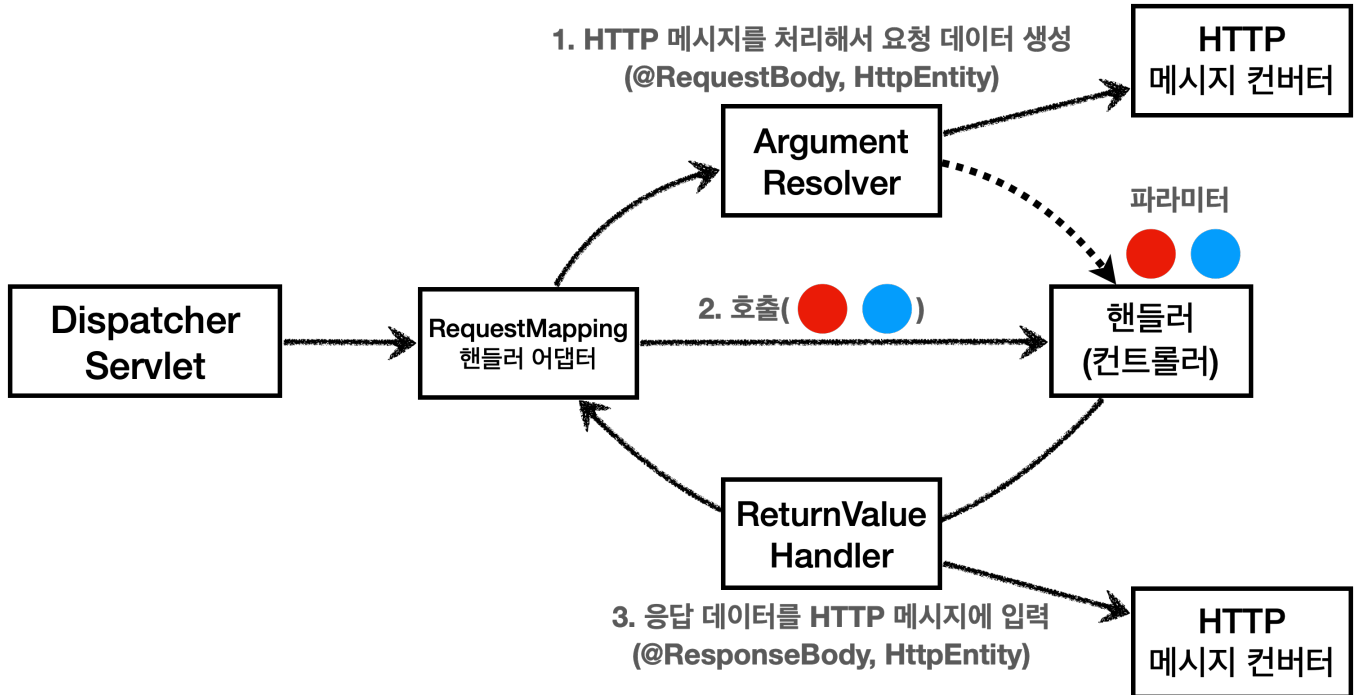 1. HTTP 메시지를 처리해서 요청 데이터 생성
(@RequestBody, HttpEntity)
HTTP
메시지 컨버터
Argument
Resolver
파라미터
Dispatcher
Servlet
RequestMapping
핸들러 어댑터
2. 호출( )
핸들러
(컨트롤러)
ReturnValue
Handler
3. 응답 데이터를 HTTP 메시지에 입력
(@ResponseBody, HttpEntity)
HTTP
메시지 컨버터